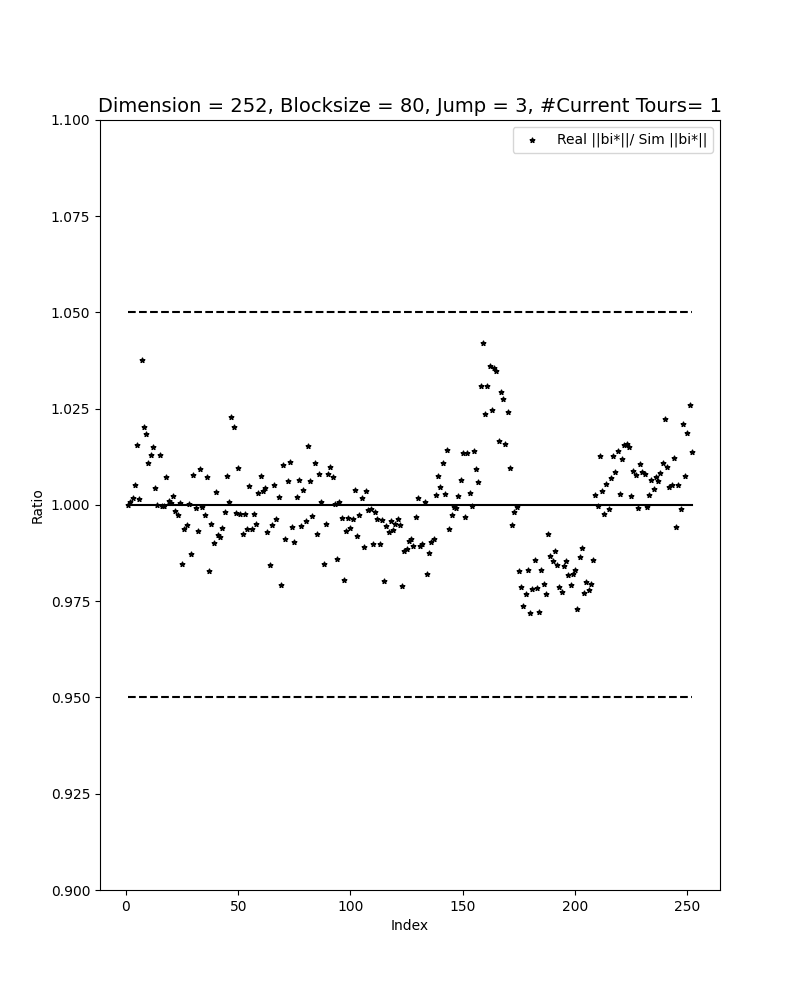 Dimension = 252, Blocksize = 80, Jump = 3, #Current Tours= 1
Real ||bi*||/ Sim ||bi*||
1.100
1.075
1.050
1.025
1.000
0.975
0.950
0.925
0.900
Ratio
0 50 100 150 200 250
Index